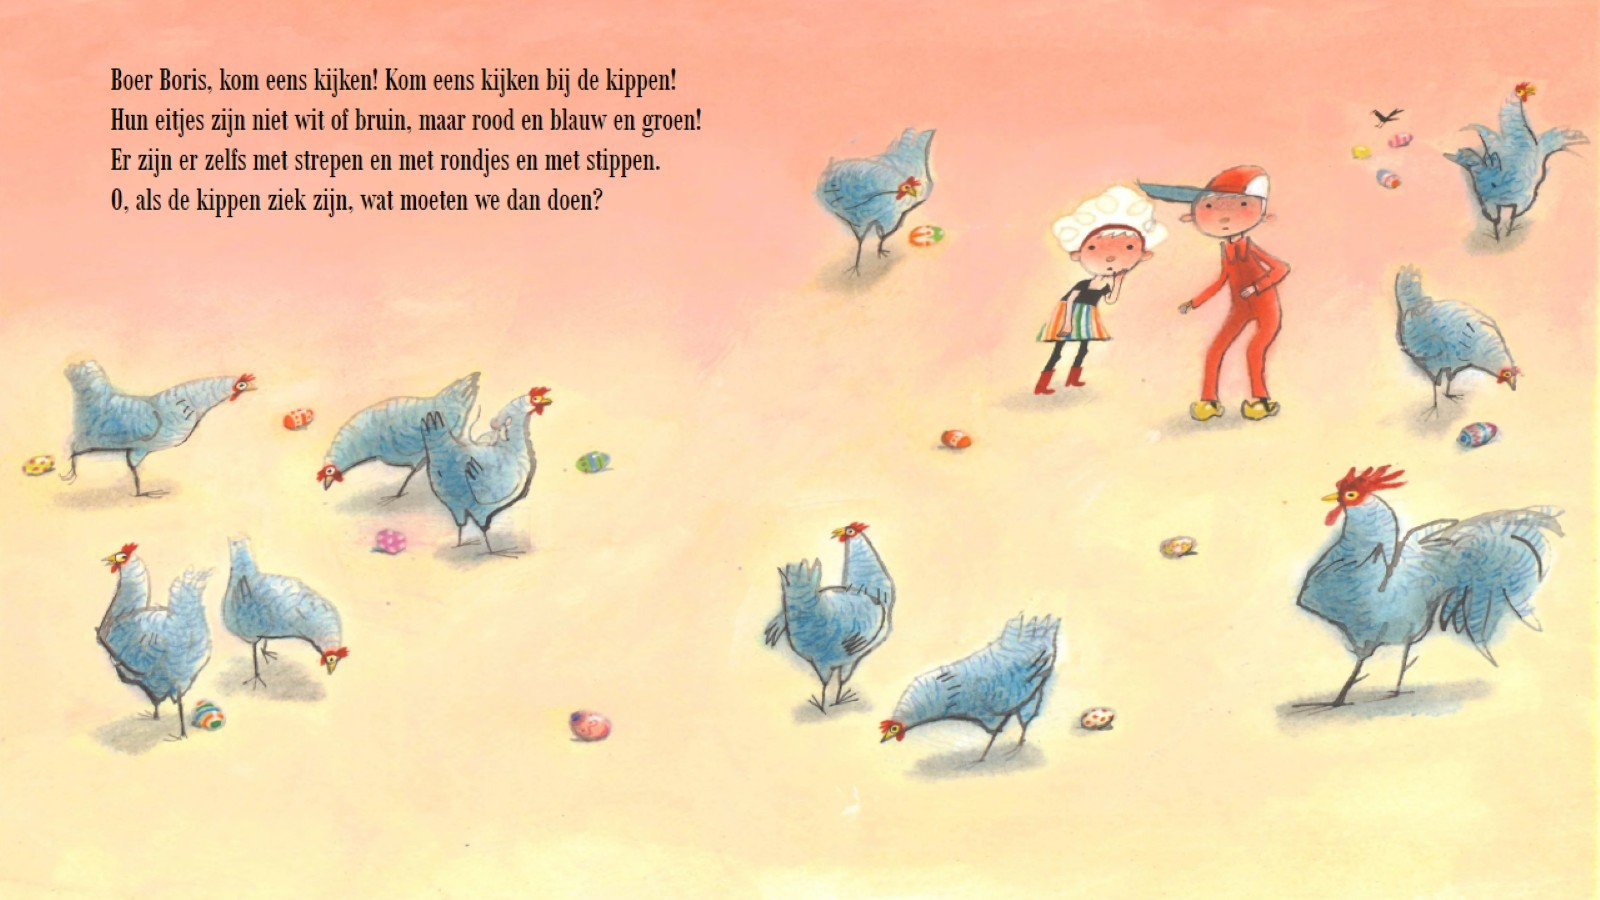 Boer Boris, kom eens kijken! Kom eens kijken bij de kippen!
Hun eitjes zijn niet wit of bruin, maar rood en blauw en groen!
Er zijn er zelfs met strepen en met rondjes en met stippen.
O, als de kippen ziek zijn, wat moeten we dan doen?